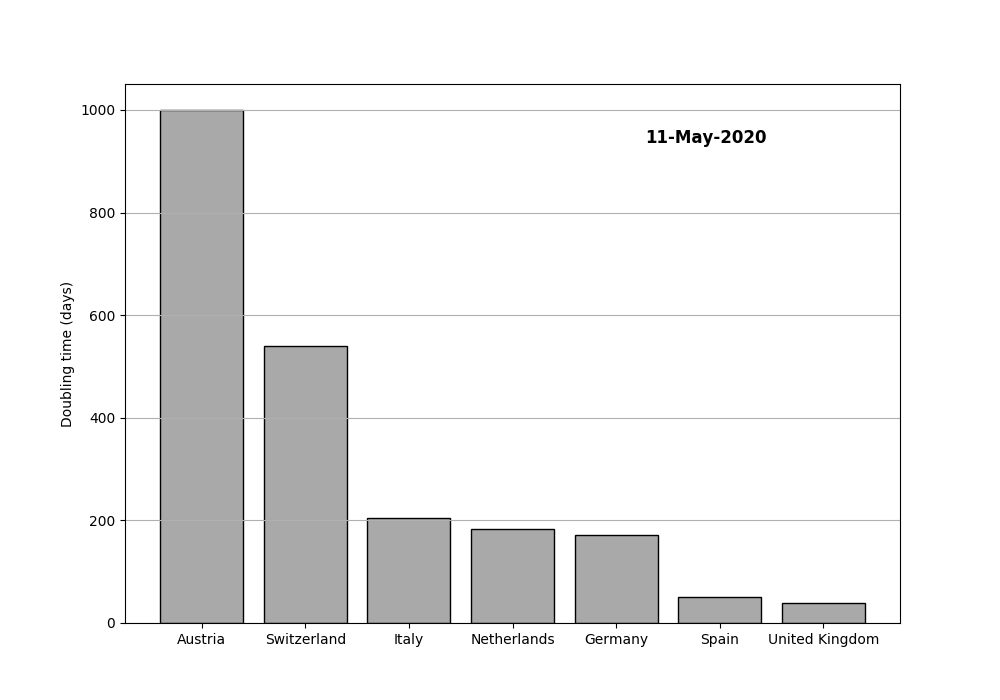 11-May-2020
Doubling time (days)
1000
800
600
400
200
0
Austria Switzerland Italy Netherlands Germany Spain United Kingdom